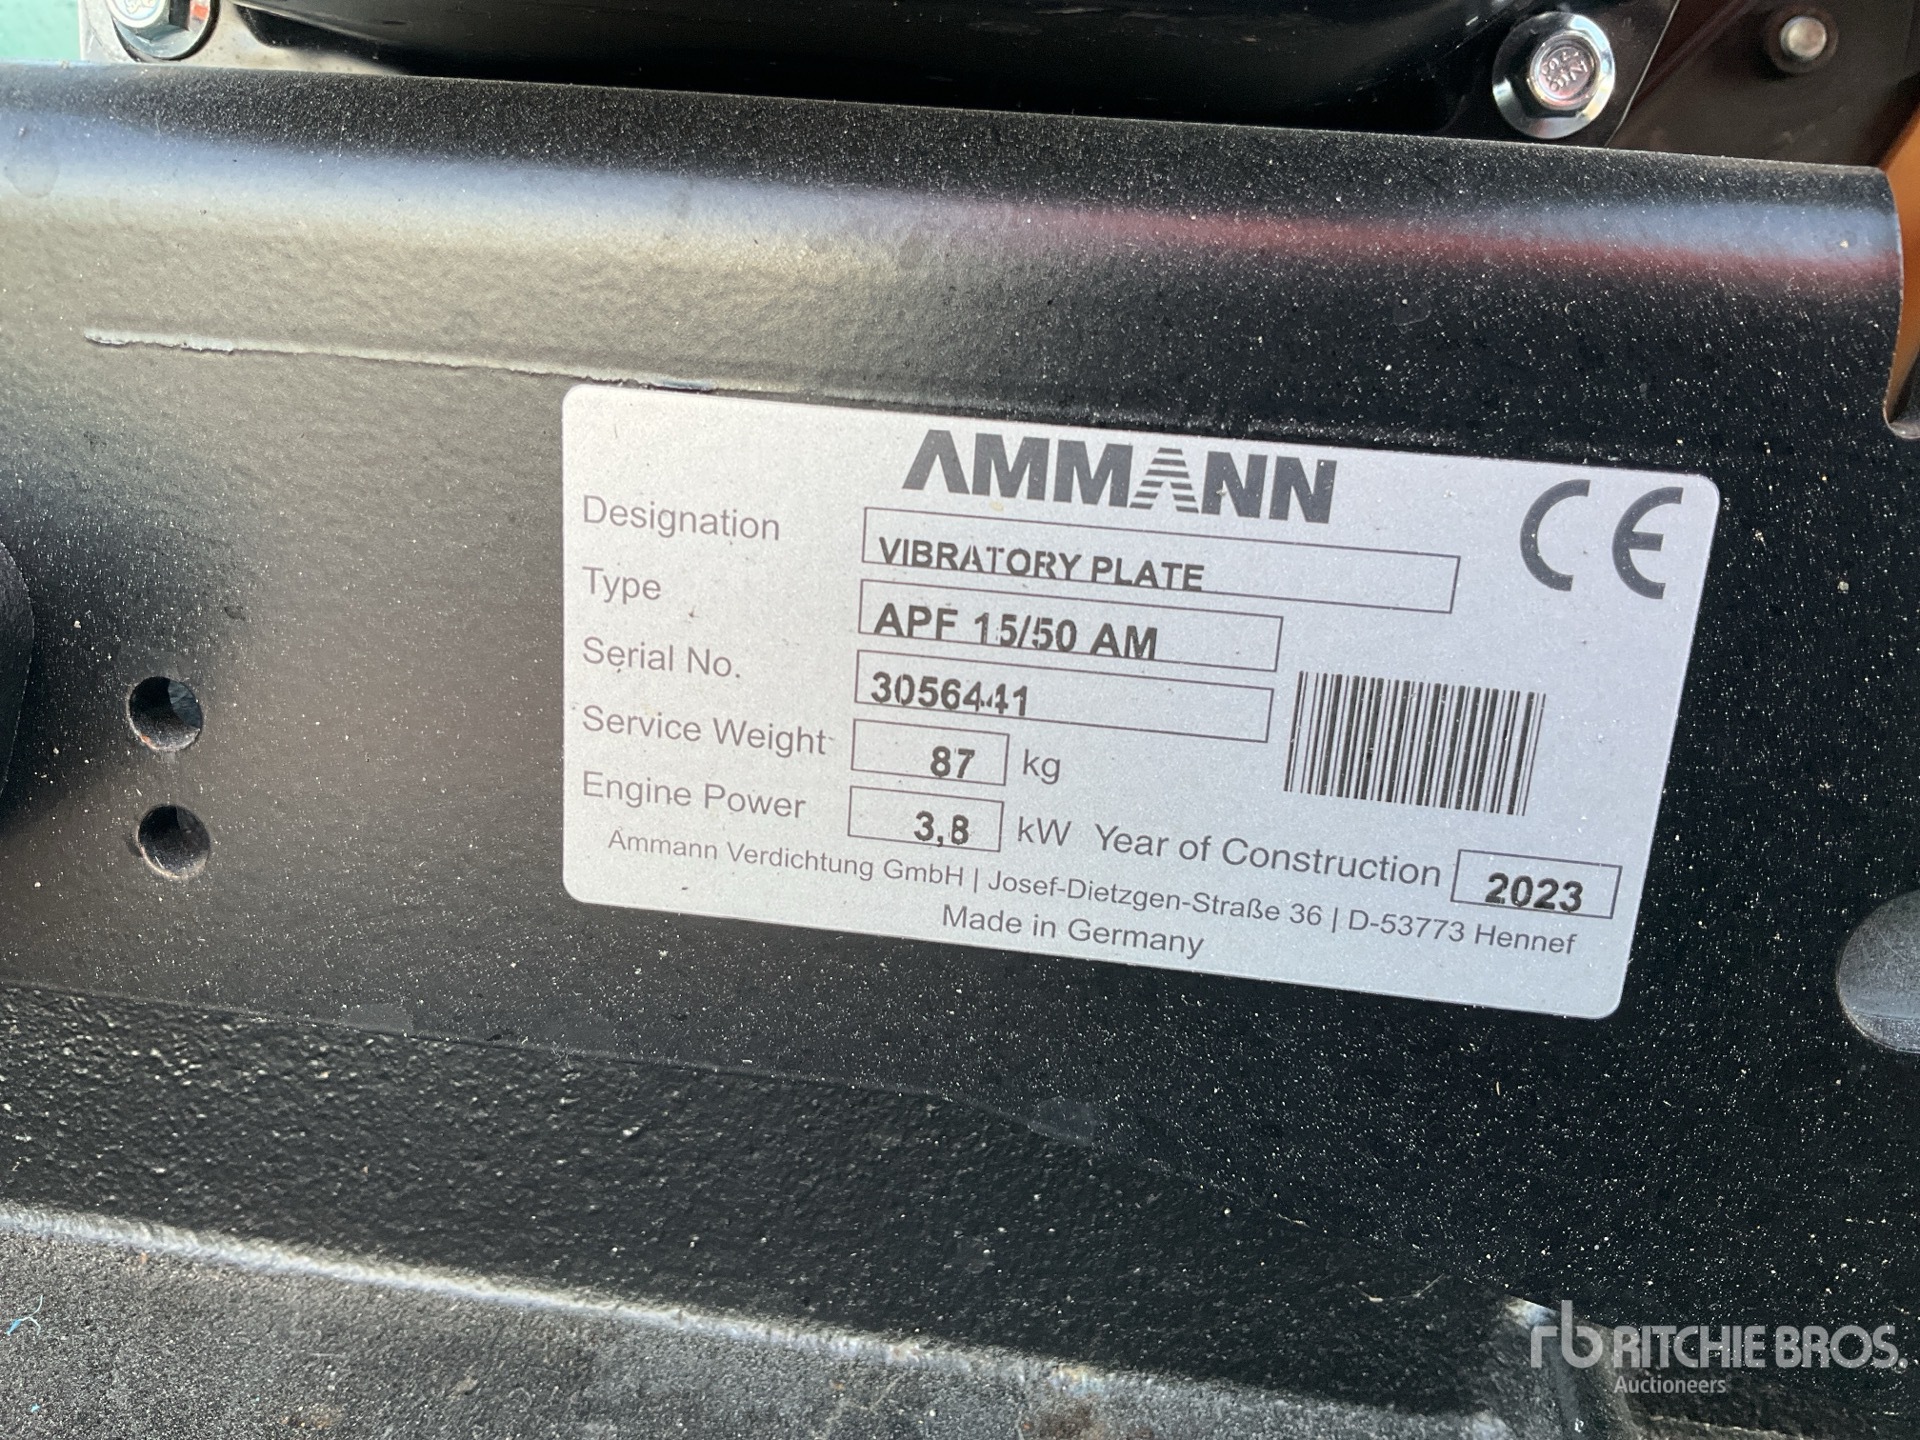 AMMANN
CE
Designation VIBRATORY PLATE
Type APF 15/50 AM
Serial No. 3056441
Service Weight 87 kg
Engine Power 3,8 kW Year of Construction 2023
Ammann Verdichtung GmbH | Josef-Dietzgen-Straße 36 | D-53773 Hennef
Made in Germany
rb RITCHIE BROS.
Auctioneers